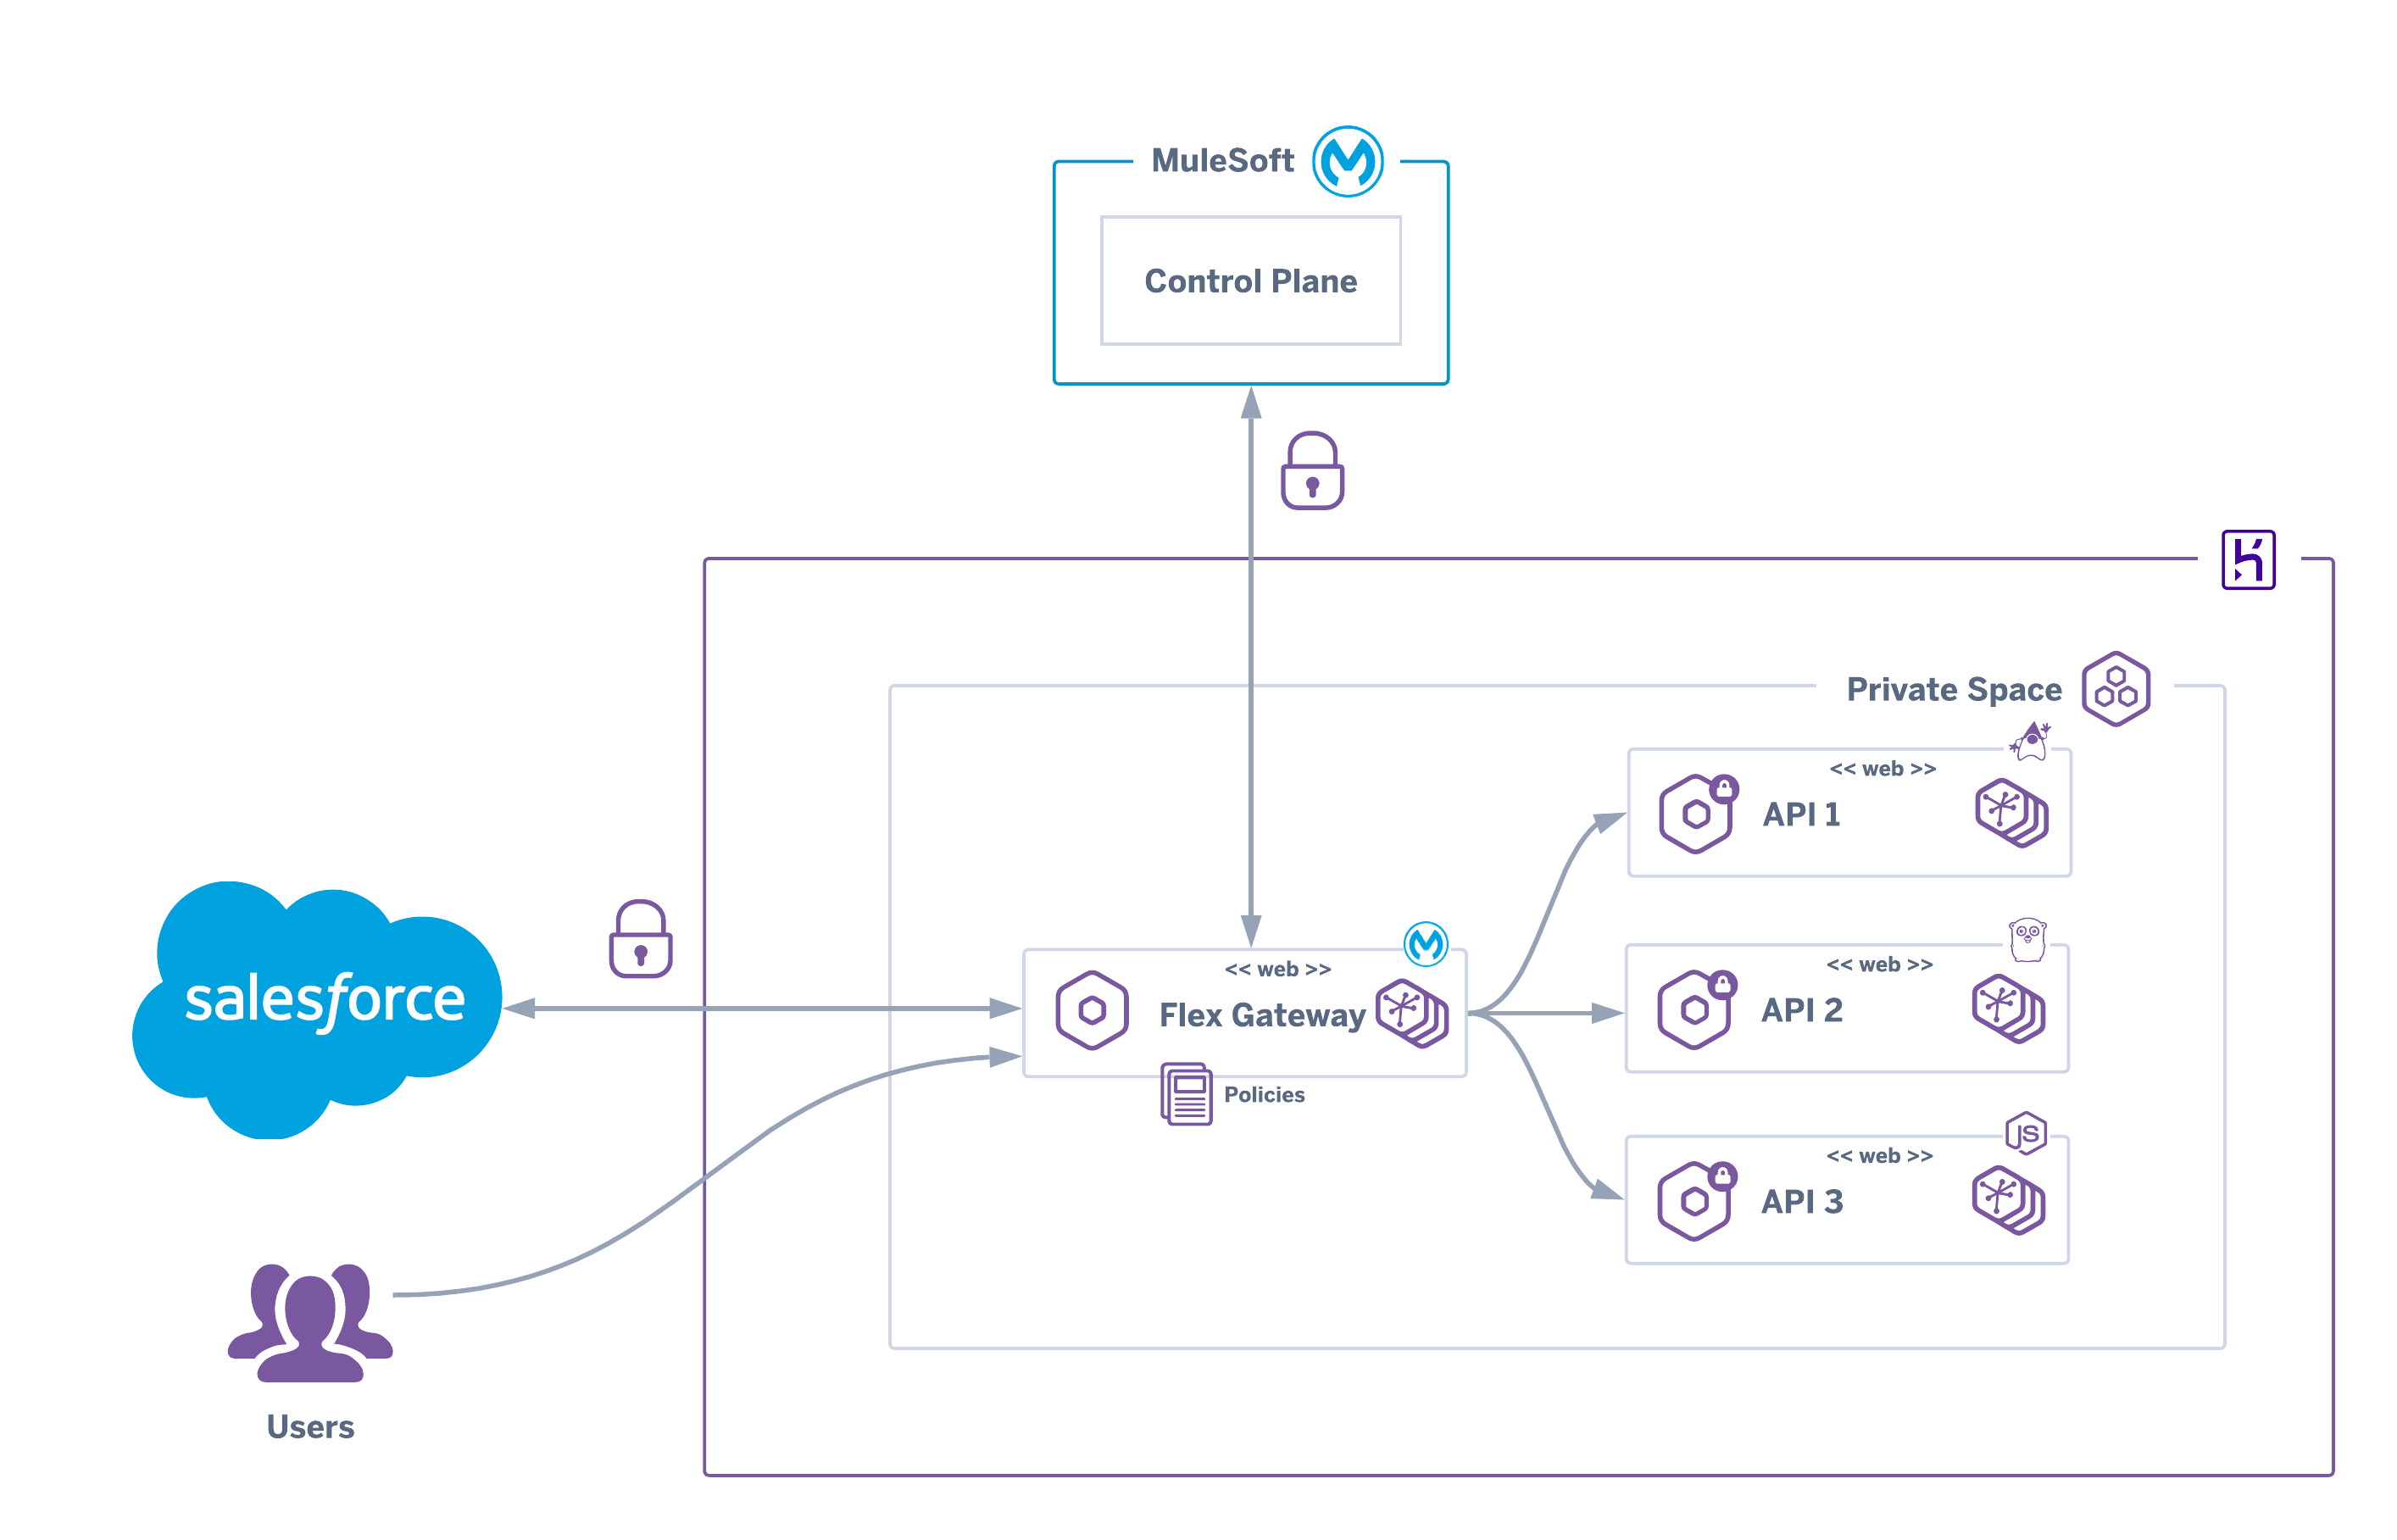 MuleSoft
Control Plane
Private Space
<< web >>
API 1
salesforce
<< web >>
Flex Gateway
Policies
<< web >>
API 2
<< web >>
API 3
JS
Users